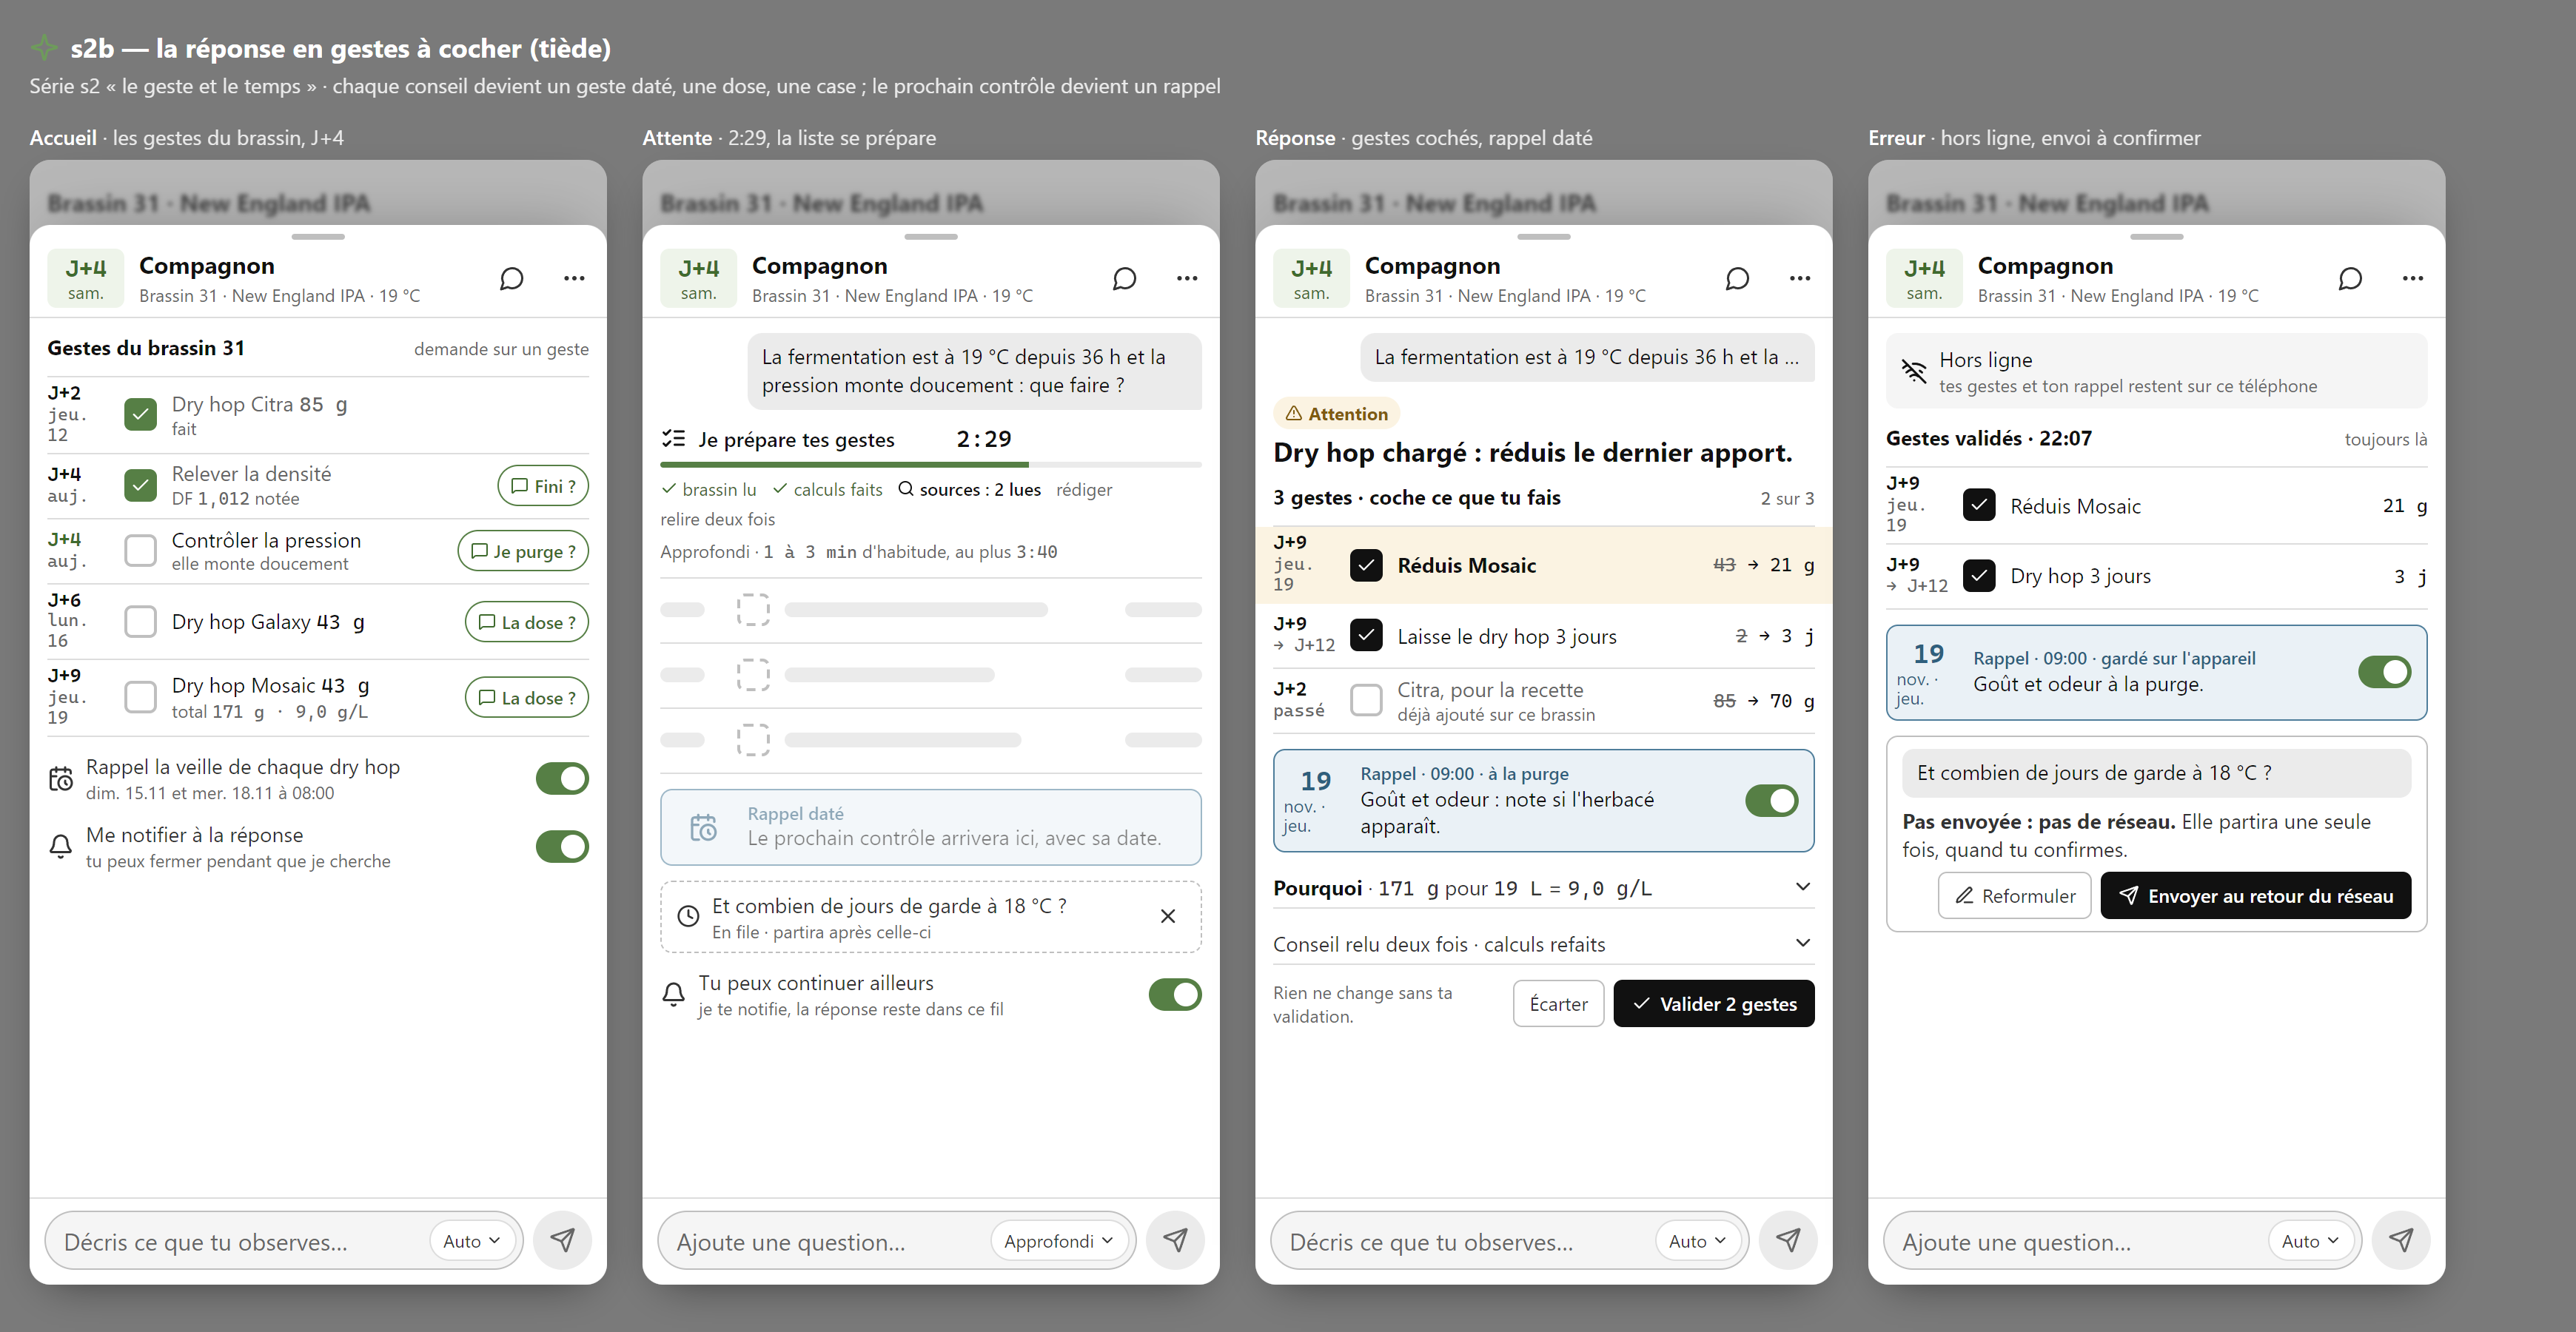 s2b — la réponse en gestes à cocher (tiède)
Série s2 « le geste et le temps » · chaque conseil devient un geste daté, une dose, une case ; le prochain contrôle devient un rappel
Accueil · les gestes du brassin, J+4
Brassin 31 · New England IPA
J+4
sam.
Compagnon
Brassin 31 · New England IPA · 19 °C
Gestes du brassin 31
demande sur un geste
J+2
jeu.
12
Dry hop Citra 85 g
fait
J+4
auj.
Relever la densité
DF 1,012 notée
Fini ?
J+4
auj.
Contrôler la pression
elle monte doucement
Je purge ?
J+6
lun.
16
Dry hop Galaxy 43 g
La dose ?
J+9
jeu.
19
Dry hop Mosaic 43 g
total 171 g · 9,0 g/L
La dose ?
Rappel la veille de chaque dry hop
dim. 15.11 et mer. 18.11 à 08:00
Me notifier à la réponse
tu peux fermer pendant que je cherche
Décris ce que tu observes...
Auto
Attente · 2:29, la liste se prépare
Brassin 31 · New England IPA
J+4
sam.
Compagnon
Brassin 31 · New England IPA · 19 °C
La fermentation est à 19 °C depuis 36 h et la
pression monte doucement : que faire ?
Je prépare tes gestes
2:29
brassin lu
calculs faits
sources : 2 lues
rédiger
relire deux fois
Approfondi · 1 à 3 min d'habitude, au plus 3:40
Rappel daté
Le prochain contrôle arrivera ici, avec sa date.
Et combien de jours de garde à 18 °C ?
En file · partira après celle-ci
Tu peux continuer ailleurs
je te notifie, la réponse reste dans ce fil
Ajoute une question...
Approfondi
Réponse · gestes cochés, rappel daté
Brassin 31 · New England IPA
J+4
sam.
Compagnon
Brassin 31 · New England IPA · 19 °C
La fermentation est à 19 °C depuis 36 h et la ...
Attention
Dry hop chargé : réduis le dernier apport.
3 gestes · coche ce que tu fais
2 sur 3
J+9
jeu.
19
Réduis Mosaic
43 → 21 g
J+9
→ J+12
Laisse le dry hop 3 jours
2 → 3 j
J+2
passé
Citra, pour la recette
déjà ajouté sur ce brassin
85 → 70 g
19
nov. ·
jeu.
Rappel · 09:00 · à la purge
Goût et odeur : note si l'herbacé
apparaît.
Pourquoi · 171 g pour 19 L = 9,0 g/L
Conseil relu deux fois · calculs refaits
Rien ne change sans ta
validation.
Écarter
Valider 2 gestes
Décris ce que tu observes...
Auto
Erreur · hors ligne, envoi à confirmer
Brassin 31 · New England IPA
J+4
sam.
Compagnon
Brassin 31 · New England IPA · 19 °C
Hors ligne
tes gestes et ton rappel restent sur ce téléphone
Gestes validés · 22:07
toujours là
J+9
jeu.
19
Réduis Mosaic
21 g
J+9
→ J+12
Dry hop 3 jours
3 j
19
nov. ·
jeu.
Rappel · 09:00 · gardé sur l'appareil
Goût et odeur à la purge.
Et combien de jours de garde à 18 °C ?
Pas envoyée : pas de réseau. Elle partira une seule
fois, quand tu confirmes.
Reformuler
Envoyer au retour du réseau
Ajoute une question...
Auto